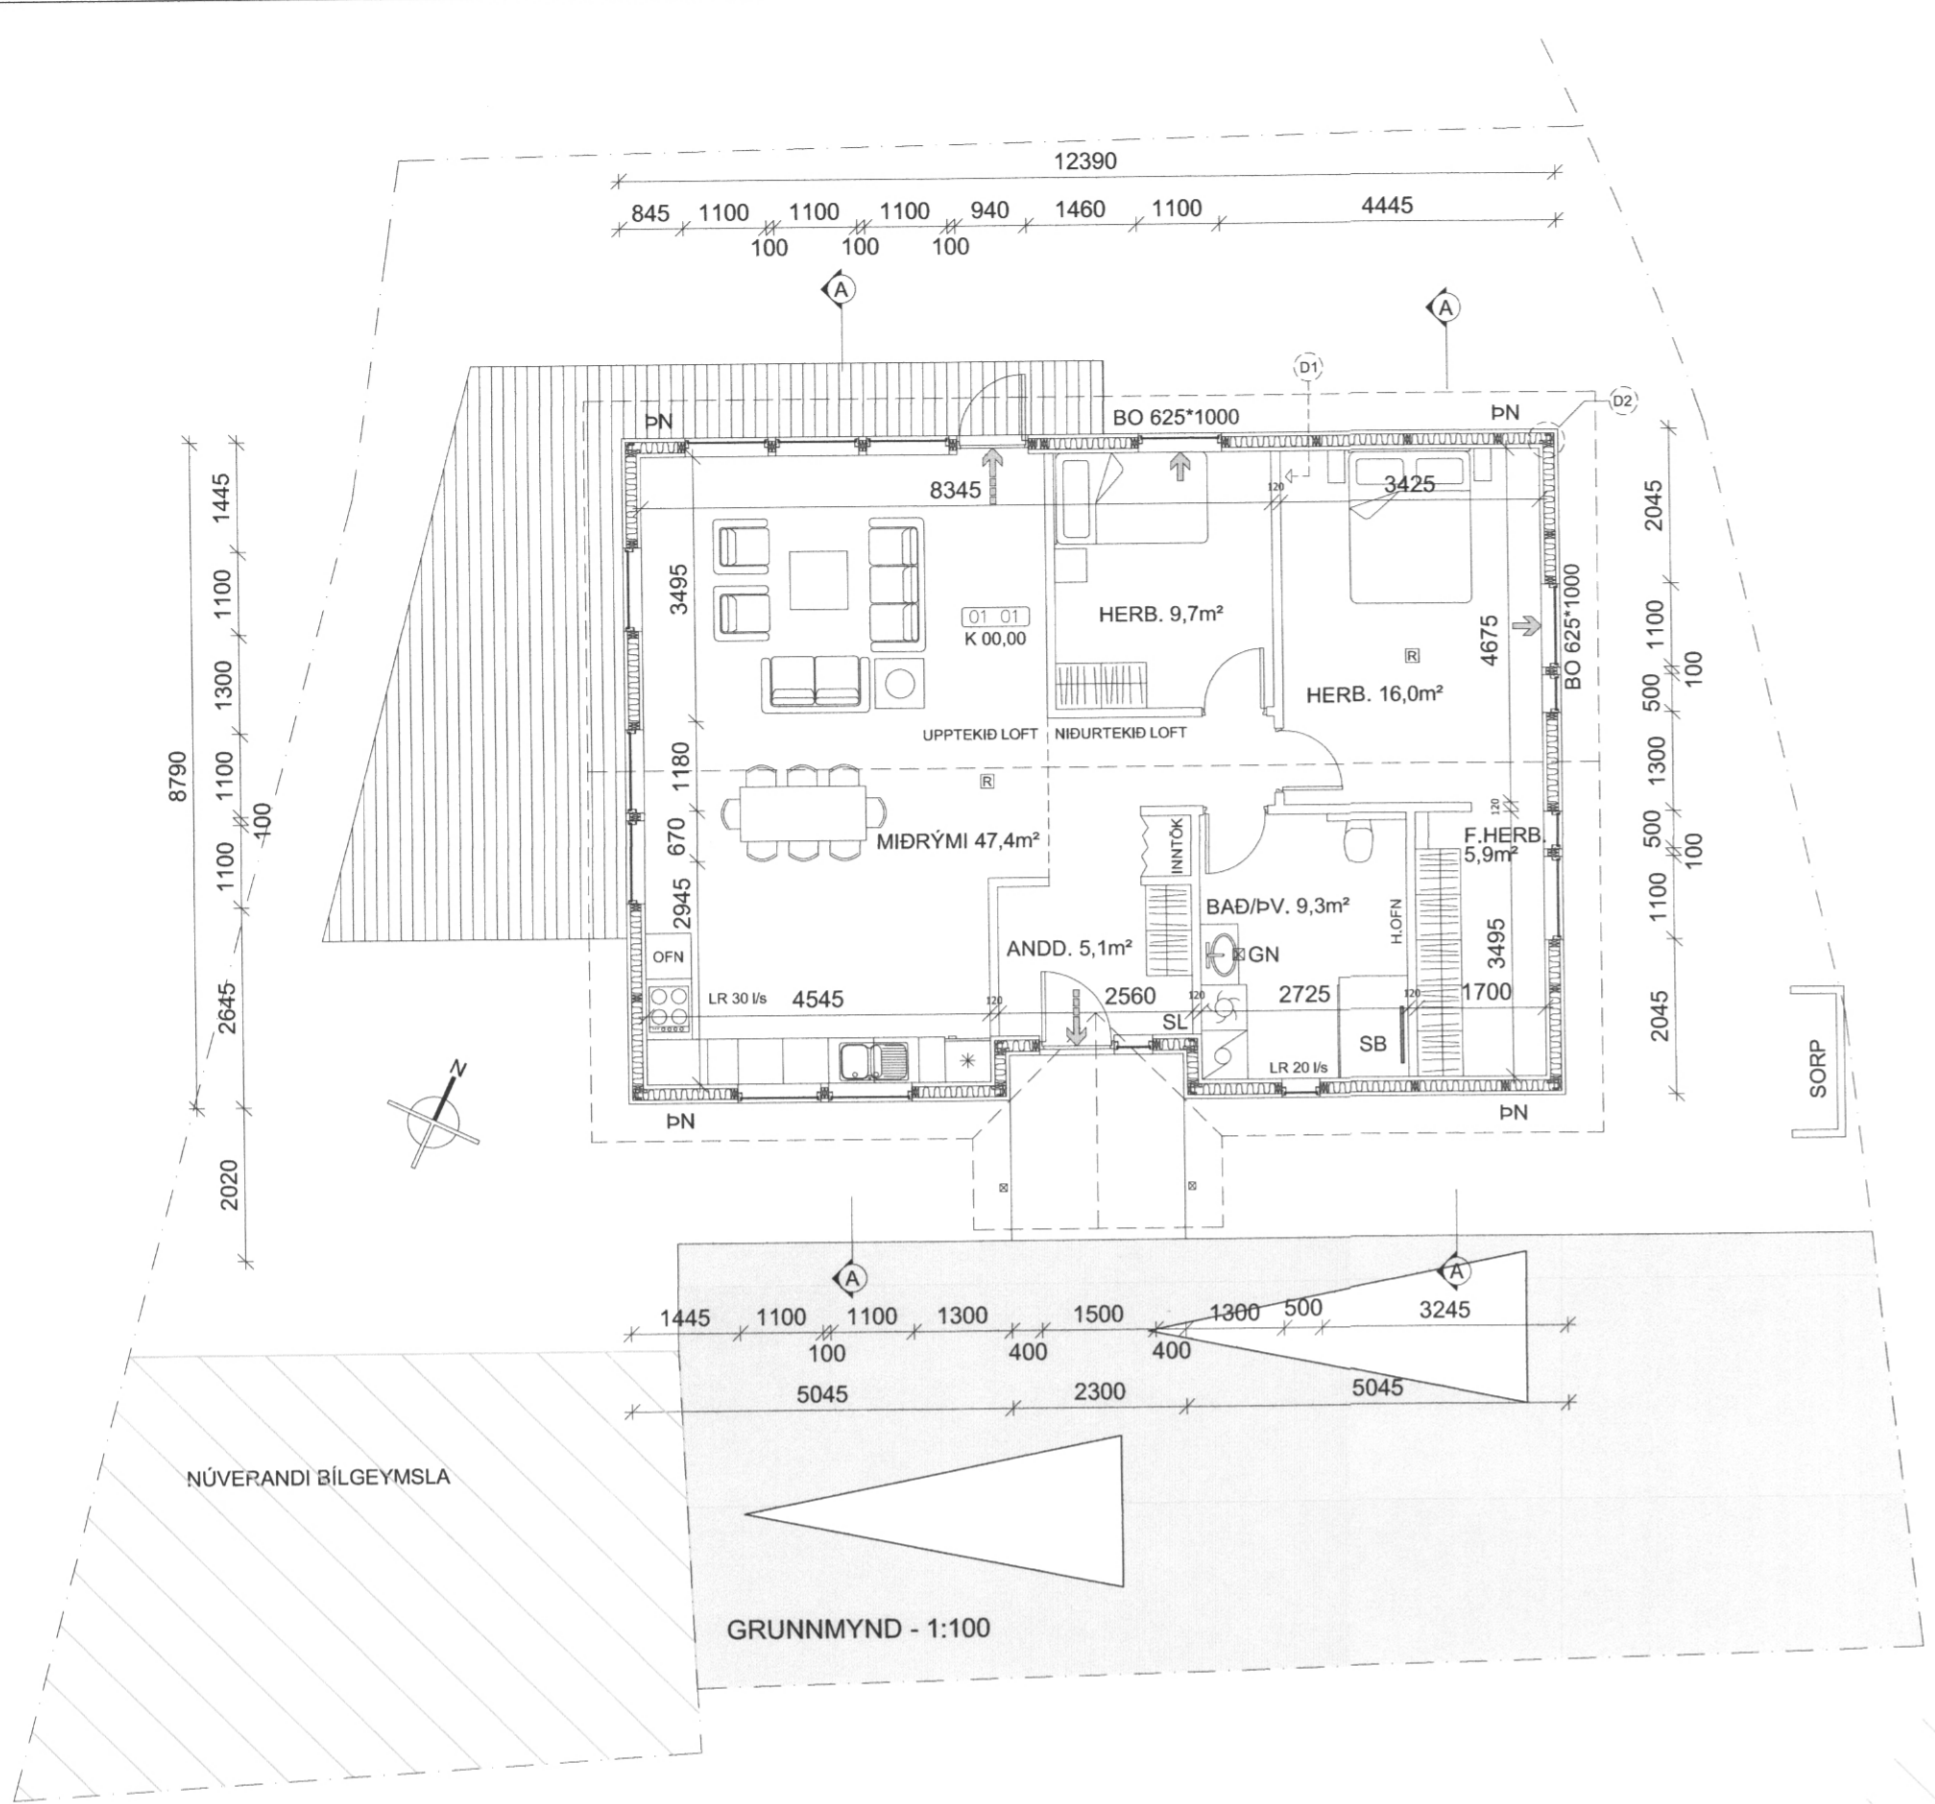 12390
845 1100 1100 1100 940 1460 1100 4445
100 100 100
A A
D1
D2
ÞN BO 625*1000 ÞN
8345 120 3425
1445 1100 1300 1100 100 1100 2645 2020
8790
3495 1180 670 2945
01 01
K 00,00
HERB. 9,7m²
R
HERB. 16,0m²
4675
BO 625*1000
2045 1100 100 500 1300 500 100 1100 2045
UPPTEKIÐ LOFT NIÐURTEKIÐ LOFT
R
MIÐRÝMI 47,4m²
INNTÖK
120
F.HERB.
5,9m²
BAÐ/ÞV. 9,3m²
H.OFN
3495
ANDD. 5,1m²
GN
OFN
LR 30 l/s 4545 120 2560 120 2725 120 1700
SL
SB
LR 20 l/s
SORP
N
ÞN ÞN
A A
1445 1100 1100 1300 1500 1300 500 3245
100 400 400
5045 2300 5045
NÚVERANDI BÍLGEYMSLA
GRUNNMYND - 1:100